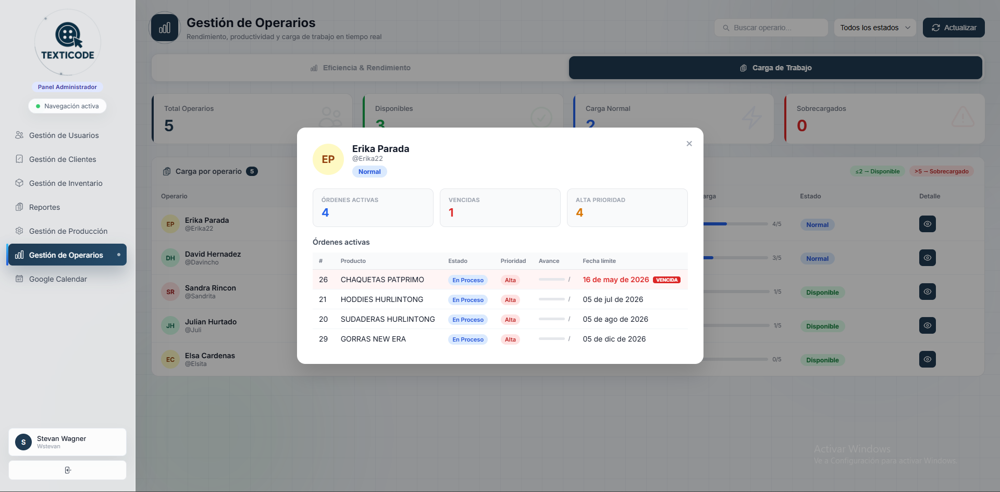 TEXTICODE
Panel Administrador
Navegación activa
Gestión de Usuarios
Gestión de Clientes
Gestión de Inventario
Reportes
Gestión de Producción
Gestión de Operarios
Google Calendar
S
Stevan Wagner
Wstevan
Gestión de Operarios
Rendimiento, productividad y carga de trabajo en tiempo real
Buscar operario...
Todos los estados
Actualizar
Eficiencia & Rendimiento
Carga de Trabajo
Total Operarios
5
Disponibles
3
Carga Normal
2
Sobrecargados
0
Carga por operario 5
≤2 → Disponible >5 → Sobrecargado
Operario arga Estado Detalle
EP Erika Parada
@Erika22
4/5 Normal
DH David Hernadez
@Davincho
3/5 Normal
SR Sandra Rincon
@Sandrita
1/5 Disponible
JH Julian Hurtado
@Juli
1/5 Disponible
EC Elsa Cardenas
@Elsita
0/5 Disponible
EP
Erika Parada
@Erika22
Normal
×
ÓRDENES ACTIVAS
4
VENCIDAS
1
ALTA PRIORIDAD
4
Órdenes activas
# Producto Estado Prioridad Avance Fecha límite
26 CHAQUETAS PATPRIMO En Proceso Alta / 16 de may de 2026 VENCIDA
21 HODDIES HURLINTONG En Proceso Alta / 05 de jul de 2026
20 SUDADERAS HURLINTONG En Proceso Alta / 05 de ago de 2026
29 GORRAS NEW ERA En Proceso Alta / 05 de dic de 2026
Activar Windows
Ve a Configuración para activar Windows.